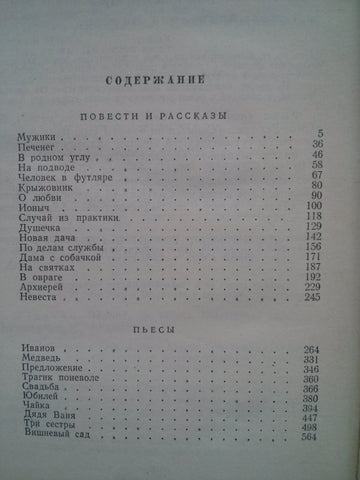 СОДЕРЖАНИЕ
ПОВЕСТИ И РАССКАЗЫ
Мужики . . . . . . . . . . . . . . . 5
Печенег . . . . . . . . . . . . . . . 36
В родном углу . . . . . . . . . . . . 46
На подводе . . . . . . . . . . . . . 58
Человек в футляре . . . . . . . . . . 67
Крыжовник . . . . . . . . . . . . . 80
О любви . . . . . . . . . . . . . . 90
Ионыч . . . . . . . . . . . . . . . 100
Случай из практики . . . . . . . . . 118
Душечка . . . . . . . . . . . . . . 129
Новая дача . . . . . . . . . . . . . 142
По делам службы . . . . . . . . . . 156
Дама с собачкой . . . . . . . . . . 171
На святках . . . . . . . . . . . . . 187
В овраге . . . . . . . . . . . . . . 192
Архиерей . . . . . . . . . . . . . . 229
Невеста . . . . . . . . . . . . . . 245
ПЬЕСЫ
Иванов . . . . . . . . . . . . . . . 264
Медведь . . . . . . . . . . . . . . 331
Предложение . . . . . . . . . . . . 346
Трагик поневоле . . . . . . . . . . 360
Свадьба . . . . . . . . . . . . . . 366
Юбилей . . . . . . . . . . . . . . . 380
Чайка . . . . . . . . . . . . . . . 394
Дядя Ваня . . . . . . . . . . . . . 447
Три сестры . . . . . . . . . . . . . 498
Вишневый сад . . . . . . . . . . . . 564